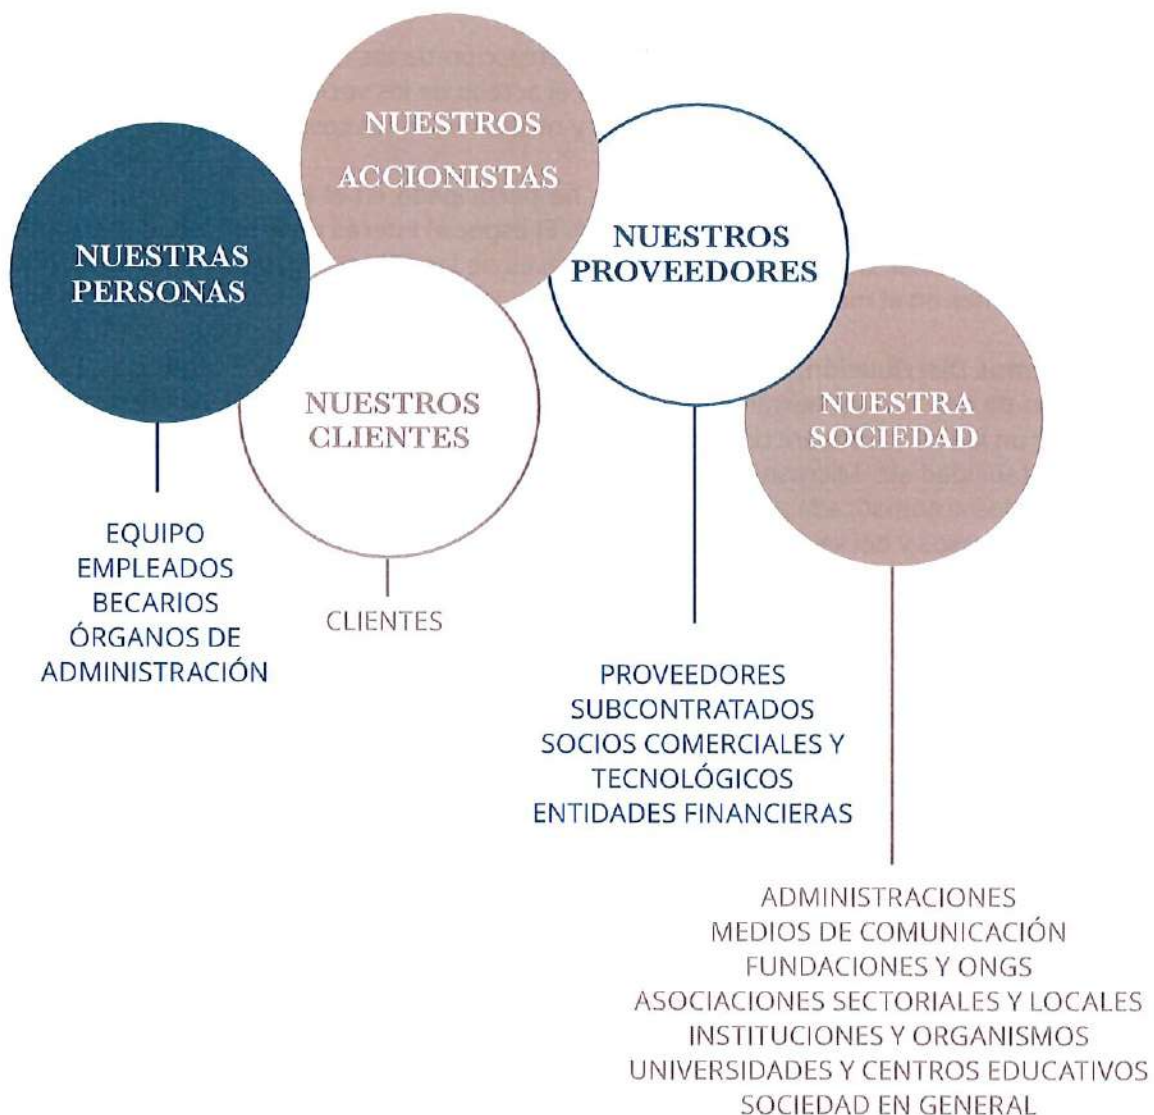 NUESTROS
ACCIONISTAS
NUESTRAS
PERSONAS
NUESTROS
PROVEEDORES
NUESTROS
CLIENTES
NUESTRA
SOCIEDAD
EQUIPO
EMPLEADOS
BECARIOS
ÓRGANOS DE
ADMINISTRACIÓN
CLIENTES
PROVEEDORES
SUBCONTRATADOS
SOCIOS COMERCIALES Y
TECNOLÓGICOS
ENTIDADES FINANCIERAS
ADMINISTRACIONES
MEDIOS DE COMUNICACIÓN
FUNDACIONES Y ONGS
ASOCIACIONES SECTORIALES Y LOCALES
INSTITUCIONES Y ORGANISMOS
UNIVERSIDADES Y CENTROS EDUCATIVOS
SOCIEDAD EN GENERAL